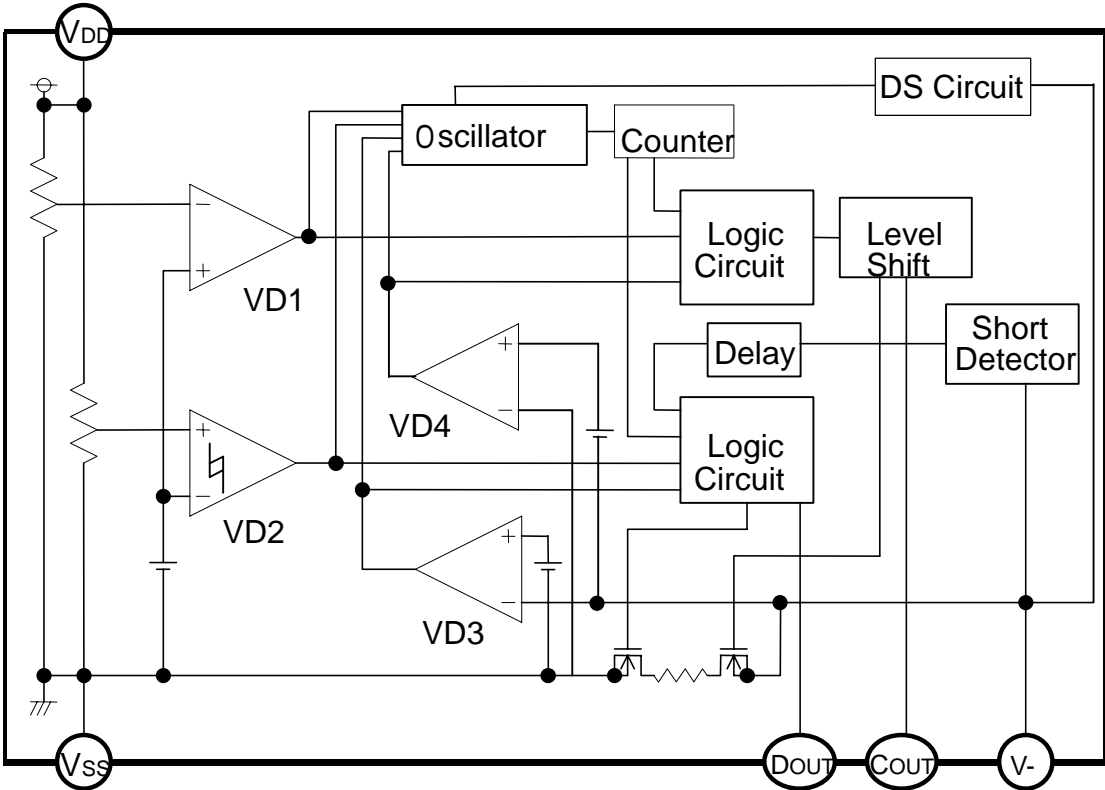 VDD
DS Circuit
Oscillator
Counter
Logic
Circuit
Level
Shift
VD1
Short
Detector
Delay
VD4
Logic
Circuit
VD2
VD3
VSS
DOUT
COUT
V-